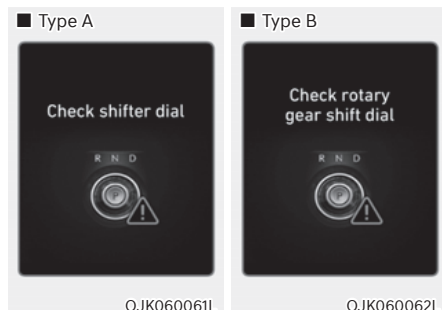 ■ Type A
Check shifter dial
R N D
P
OJK060061L
■ Type B
Check rotary
gear shift dial
R N D
P
OJK060062L